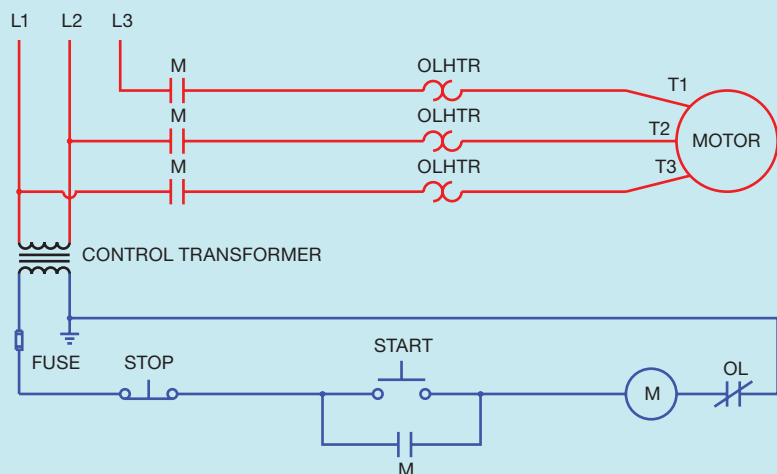 L1 L2 L3
M OLHTR T1
M OLHTR T2 MOTOR
M OLHTR T3
CONTROL TRANSFORMER
FUSE STOP START OL
M
M